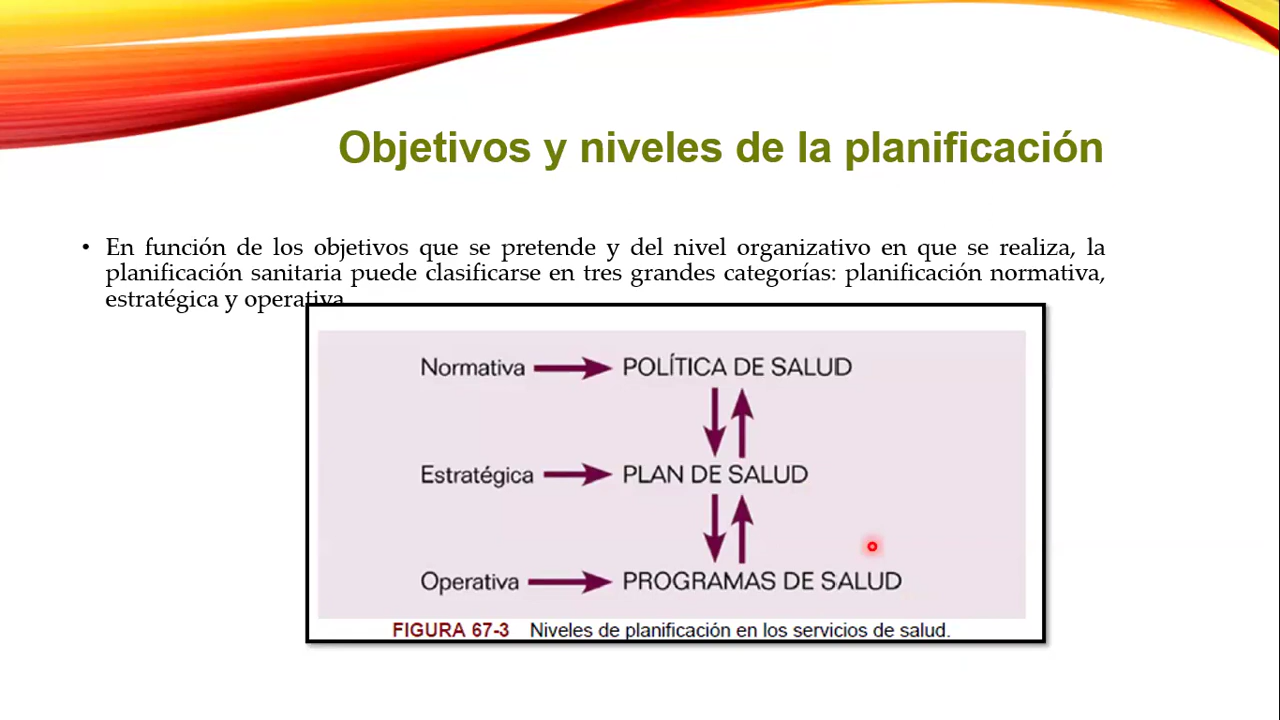 Objetivos y niveles de la planificación
• En función de los objetivos que se pretende y del nivel organizativo en que se realiza, la
planificación sanitaria puede clasificarse en tres grandes categorías: planificación normativa,
estratégica y operativa
Normativa POLÍTICA DE SALUD
Estratégica PLAN DE SALUD
Operativa PROGRAMAS DE SALUD
FIGURA 67-3 Niveles de planificación en los servicios de salud.